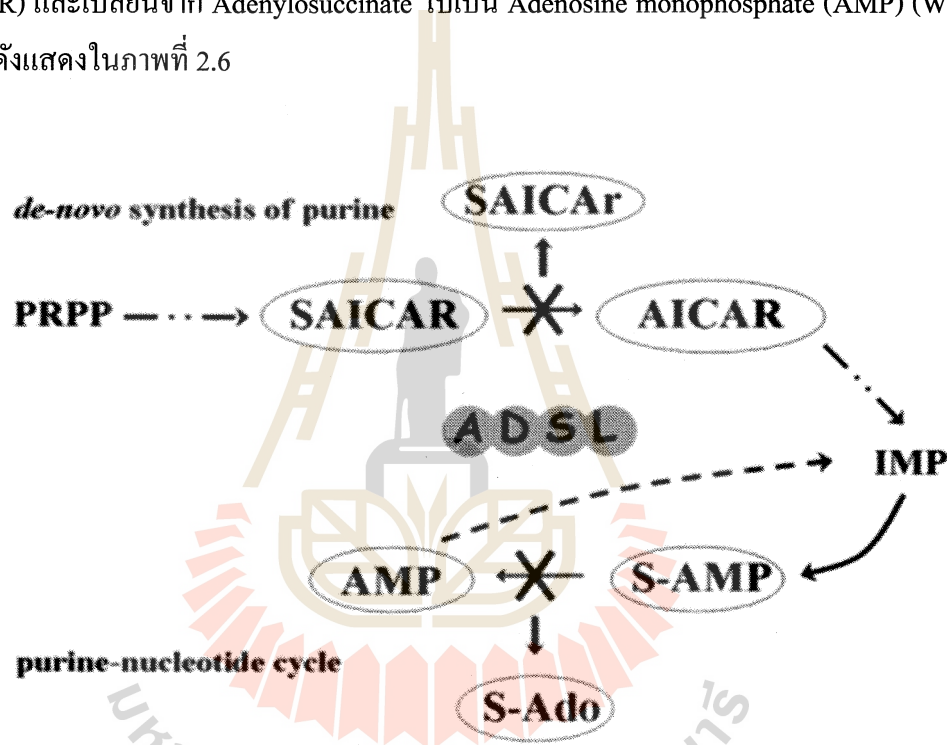 R) และเปลี่ยนจาก Adenylosuccinate ไปเป็น Adenosine monophosphate (AMP) (W
ดังแสดงในภาพที่ 2.6
de-novo synthesis of purine
SAICAr
PRPP
SAICAR
AICAR
ADSL
IMP
AMP
S-AMP
purine-nucleotide cycle
S-Ado